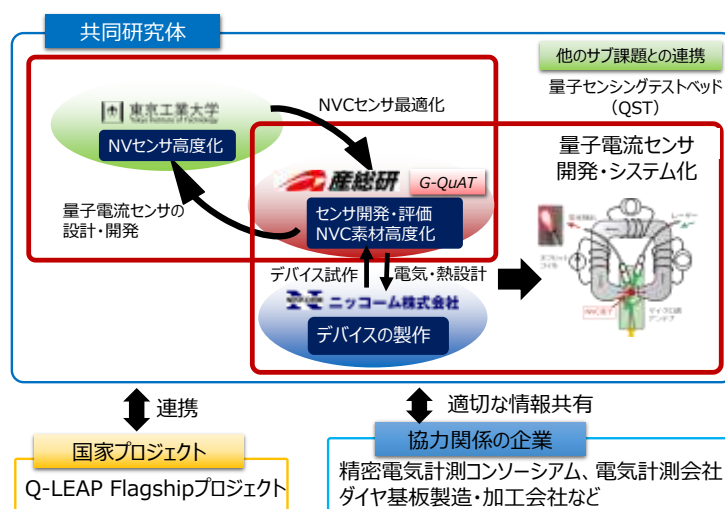 共同研究体
他のサブ課題との連携
量子センシングテストベッド
（QST）
東京工業大学
NVセンサ高度化
NVCセンサ最適化
量子電流センサ
開発・システム化
産総研
G-QuAT
センサ開発・評価
NVC素材高度化
量子電流センサの
設計・開発
デバイス試作
電気・熱設計
ニッコーム株式会社
デバイスの製作
レーザー
連携
適切な情報共有
国家プロジェクト
Q-LEAP Flagshipプロジェクト
協力関係の企業
精密電気計測コンソーシアム、電気計測会社
ダイヤ基板製造・加工会社など